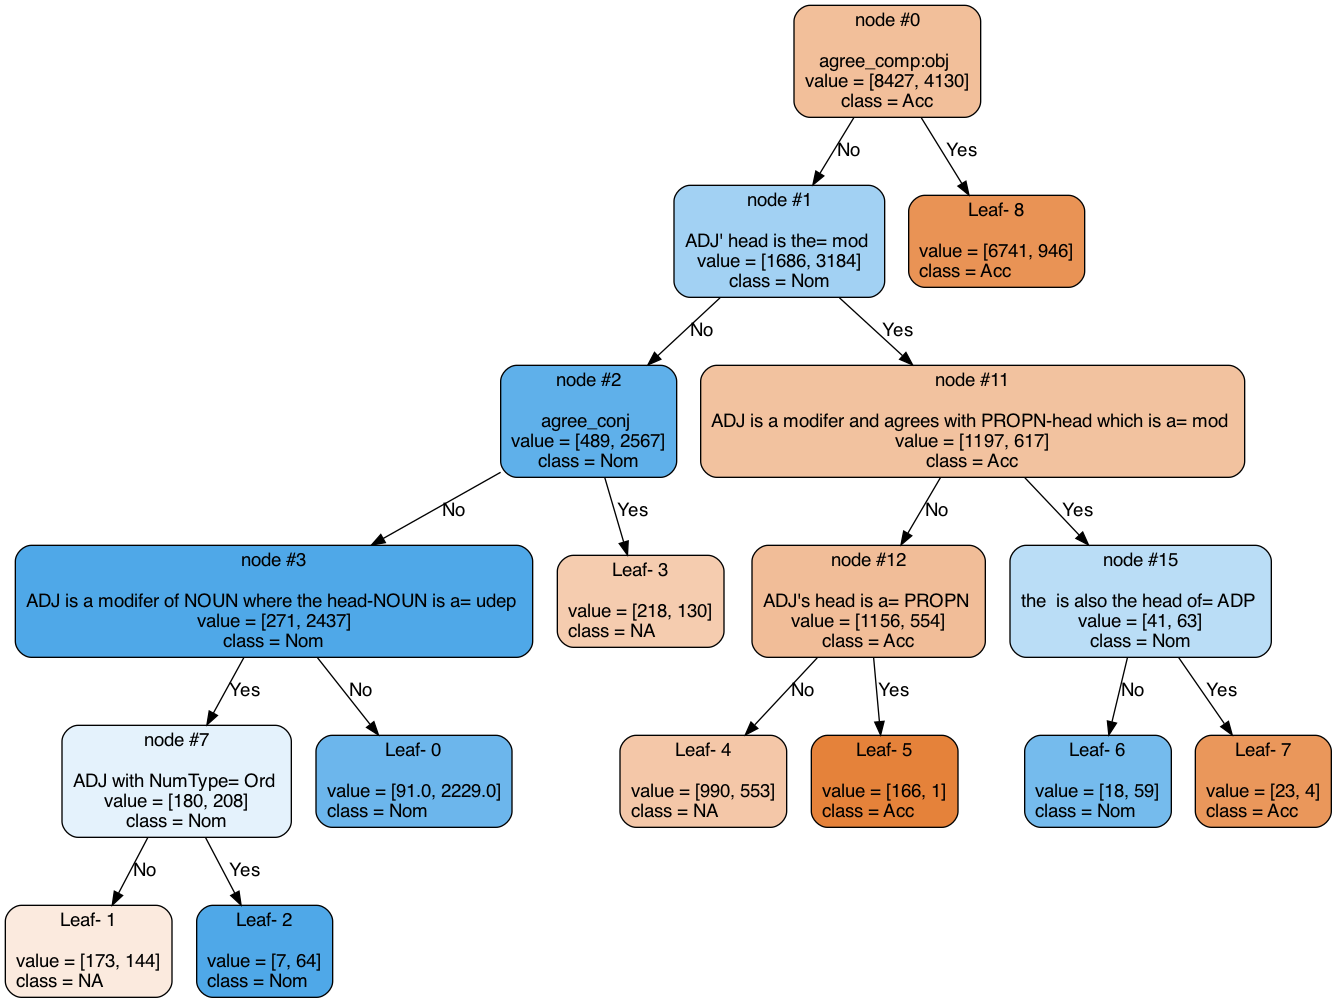 node #0
agree_comp:obj
value = [8427, 4130]
class = Acc
No
Yes
node #1
ADJ' head is the= mod
value = [1686, 3184]
class = Nom
Leaf- 8
value = [6741, 946]
class = Acc
No
Yes
node #2
agree_conj
value = [489, 2567]
class = Nom
node #11
ADJ is a modifer and agrees with PROPN-head which is a= mod
value = [1197, 617]
class = Acc
No
Yes
No
Yes
node #3
ADJ is a modifer of NOUN where the head-NOUN is a= udep
value = [271, 2437]
class = Nom
Leaf- 3
value = [218, 130]
class = NA
node #12
ADJ's head is a= PROPN
value = [1156, 554]
class = Acc
node #15
the  is also the head of= ADP
value = [41, 63]
class = Nom
Yes
No
No
Yes
No
Yes
node #7
ADJ with NumType= Ord
value = [180, 208]
class = Nom
Leaf- 0
value = [91.0, 2229.0]
class = Nom
Leaf- 4
value = [990, 553]
class = NA
Leaf- 5
value = [166, 1]
class = Acc
Leaf- 6
value = [18, 59]
class = Nom
Leaf- 7
value = [23, 4]
class = Acc
No
Yes
Leaf- 1
value = [173, 144]
class = NA
Leaf- 2
value = [7, 64]
class = Nom